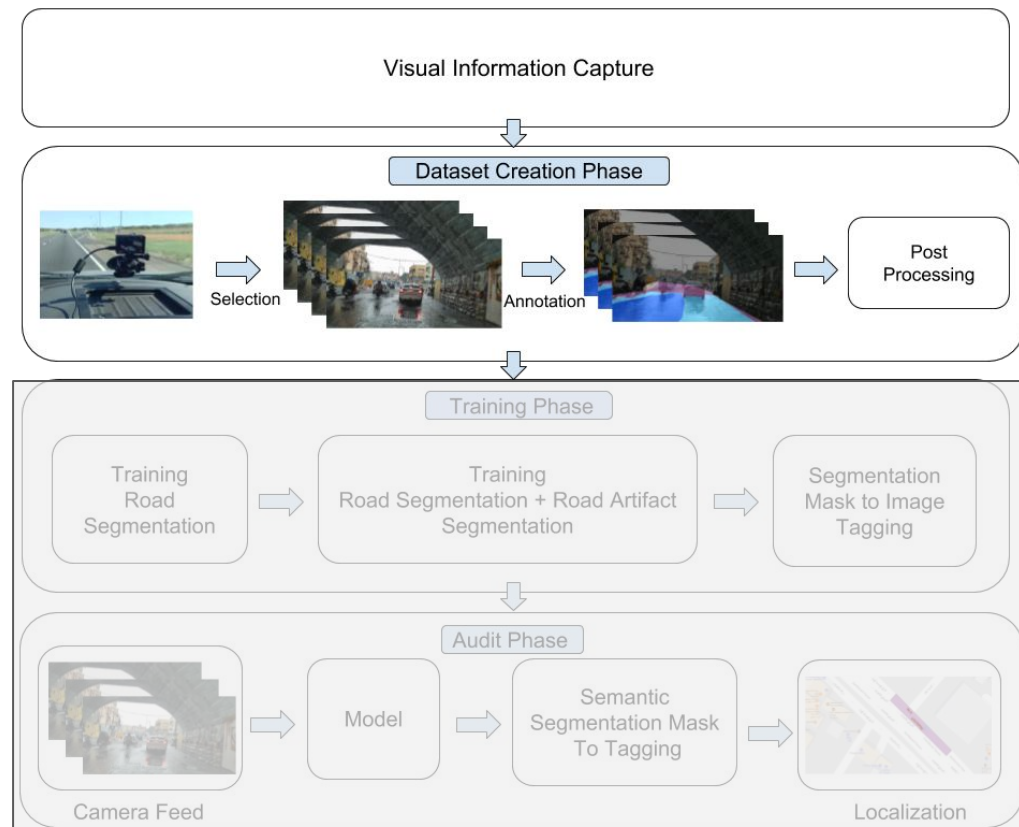 Visual Information Capture
Dataset Creation Phase
Selection
Annotation
Post
Processing
Training Phase
Training
Road
Segmentation
Training
Road Segmentation + Road Artifact
Segmentation
Segmentation
Mask to Image
Tagging
Audit Phase
Model
Semantic
Segmentation Mask
To Tagging
Camera Feed
Localization